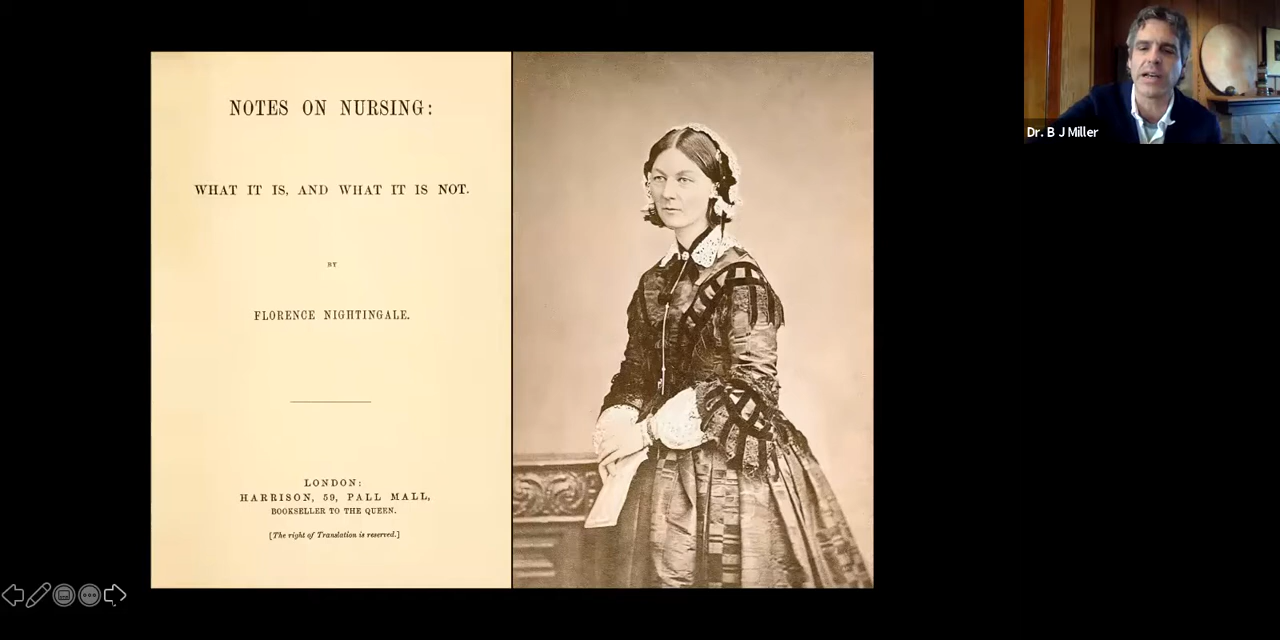 NOTES ON NURSING:
WHAT IT IS, AND WHAT IT IS NOT.
BY
FLORENCE NIGHTINGALE.
LONDON:
HARRISON, 59, PALL MALL,
BOOKSELLER TO THE QUEEN.
[The right of Translation is reserved.]
Dr. B J Miller